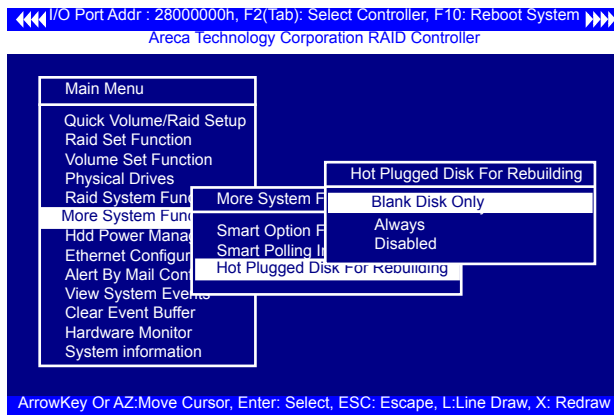 I/O Port Addr : 28000000h, F2(Tab): Select Controller, F10: Reboot System
Areca Technology Corporation RAID Controller
Main Menu
Quick Volume/Raid Setup
Raid Set Function
Volume Set Function
Physical Drives
Raid System Fun
More System Func
Hdd Power Mana
Ethernet Configur
Alert By Mail Con
View System Events
Clear Event Buffer
Hardware Monitor
System information
More System F
Smart Option F
Smart Polling In
Hot Plugged Disk For Rebuilding
Hot Plugged Disk For Rebuilding
Blank Disk Only
Always
Disabled
ArrowKey Or AZ:Move Cursor, Enter: Select, ESC: Escape, L:Line Draw, X: Redraw